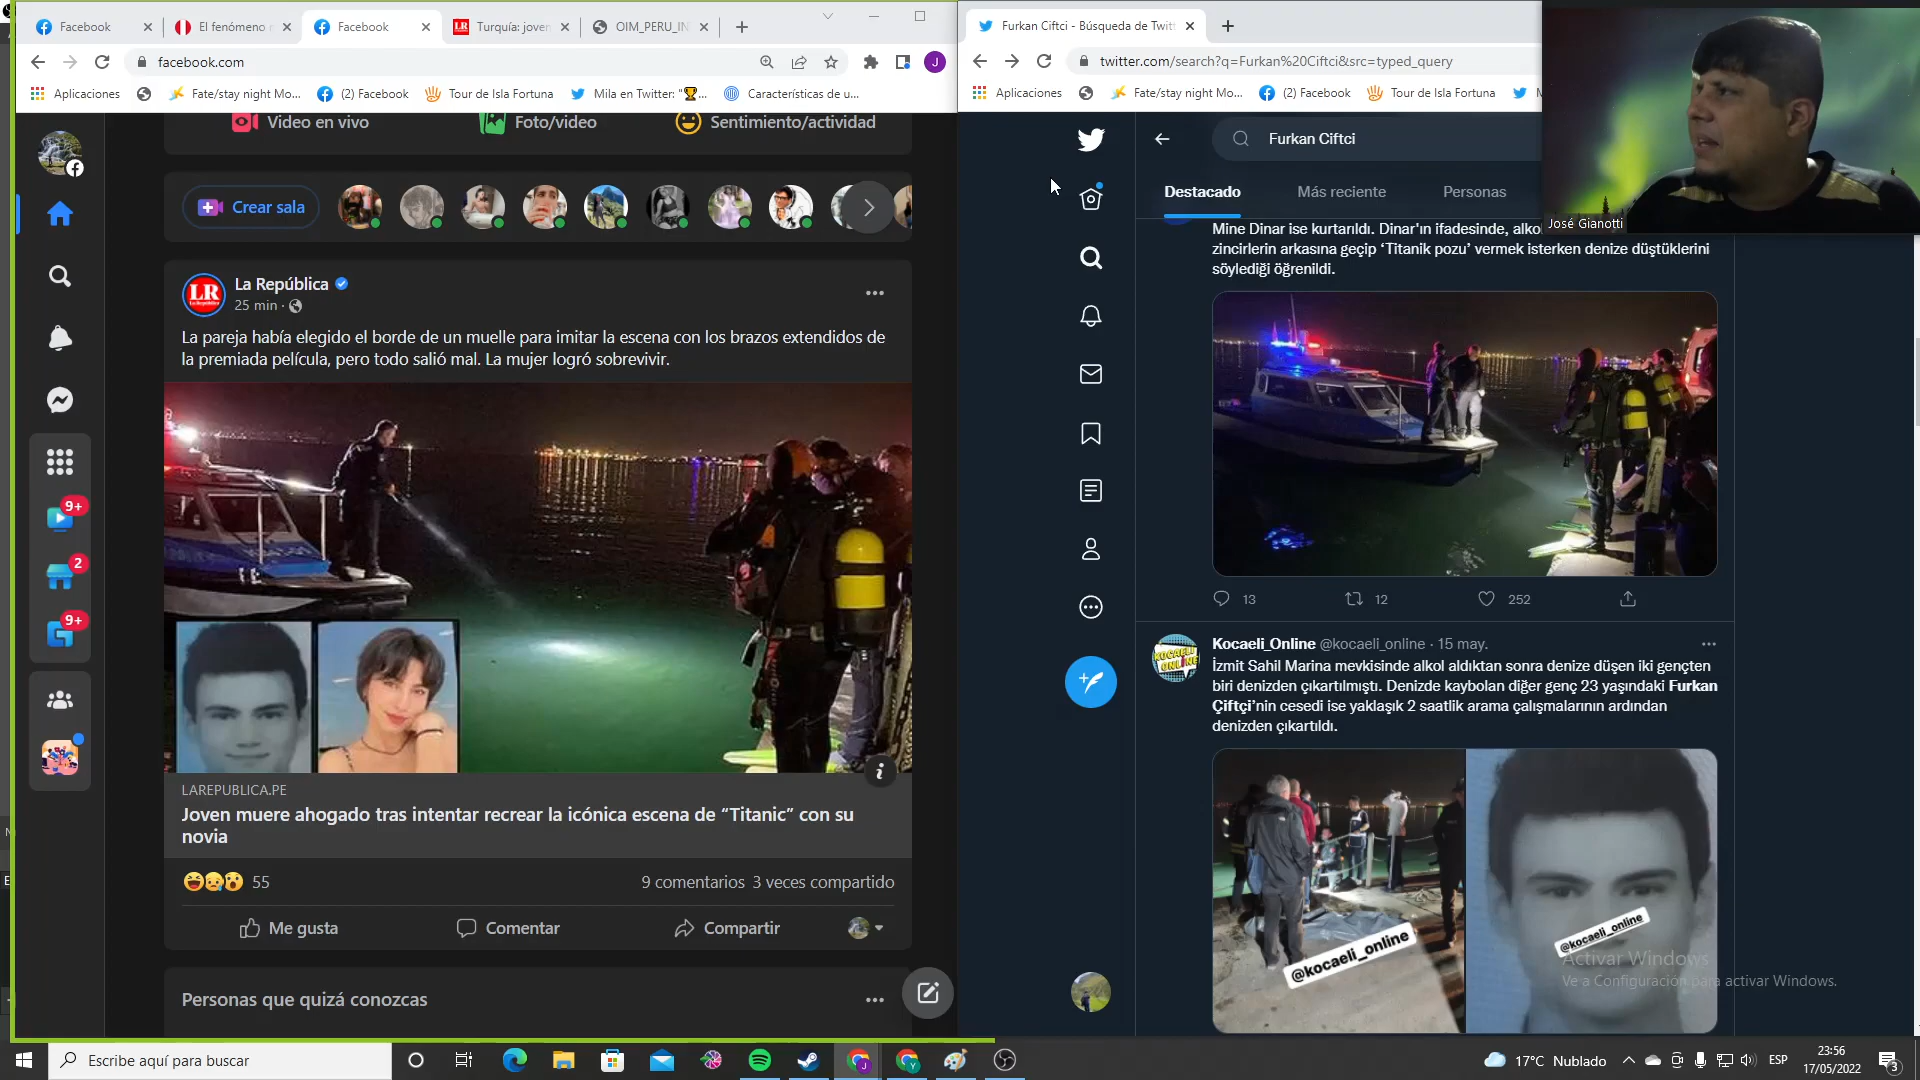 Facebook
El fenómeno
Facebook
Turquía: joven
OIM_PERU_IN
facebook.com
Aplicaciones
Fate/stay night Mo...
(2) Facebook
Tour de Isla Fortuna
Mila en Twitter: "🏆...
Características de u...
Video en vivo
Foto/video
Sentimiento/actividad
Crear sala
La República
25 min ·
La pareja había elegido el borde de un muelle para imitar la escena con los brazos extendidos de
la premiada película, pero todo salió mal. La mujer logró sobrevivir.
LAREPUBLICA.PE
Joven muere ahogado tras intentar recrear la icónica escena de “Titanic” con su
novia
55
9 comentarios 3 veces compartido
Me gusta
Comentar
Compartir
Personas que quizá conozcas
9+
2
9+
Furkan Ciftci - Búsqueda de Twitt
twitter.com/search?q=Furkan%20Ciftci&src=typed_query
Aplicaciones
Fate/stay night Mo...
(2) Facebook
Tour de Isla Fortuna
Furkan Ciftci
Destacado
Más reciente
Personas
José Gianotti
Mine Dinar ise kurtarıldı. Dinar’ın ifadesinde, alko
zincirlerin arkasına geçip ‘Titanik pozu’ vermek isterken denize düştüklerini
söylediği öğrenildi.
13
12
252
KOCAELİ ONLİNE
Kocaeli_Online @kocaeli_online · 15 may.
İzmit Sahil Marina mevkisinde alkol aldıktan sonra denize düşen iki gençten
biri denizden çıkartılmıştı. Denizde kaybolan diğer genç 23 yaşındaki Furkan
Çiftçi’nin cesedi ise yaklaşık 2 saatlik arama çalışmalarının ardından
denizden çıkartıldı.
@kocaeli_online
@kocaeli_online
Activar Windows
Ve a Configuración para activar Windows.
Escribe aquí para buscar
17°C Nublado
ESP
23:56
17/05/2022
3